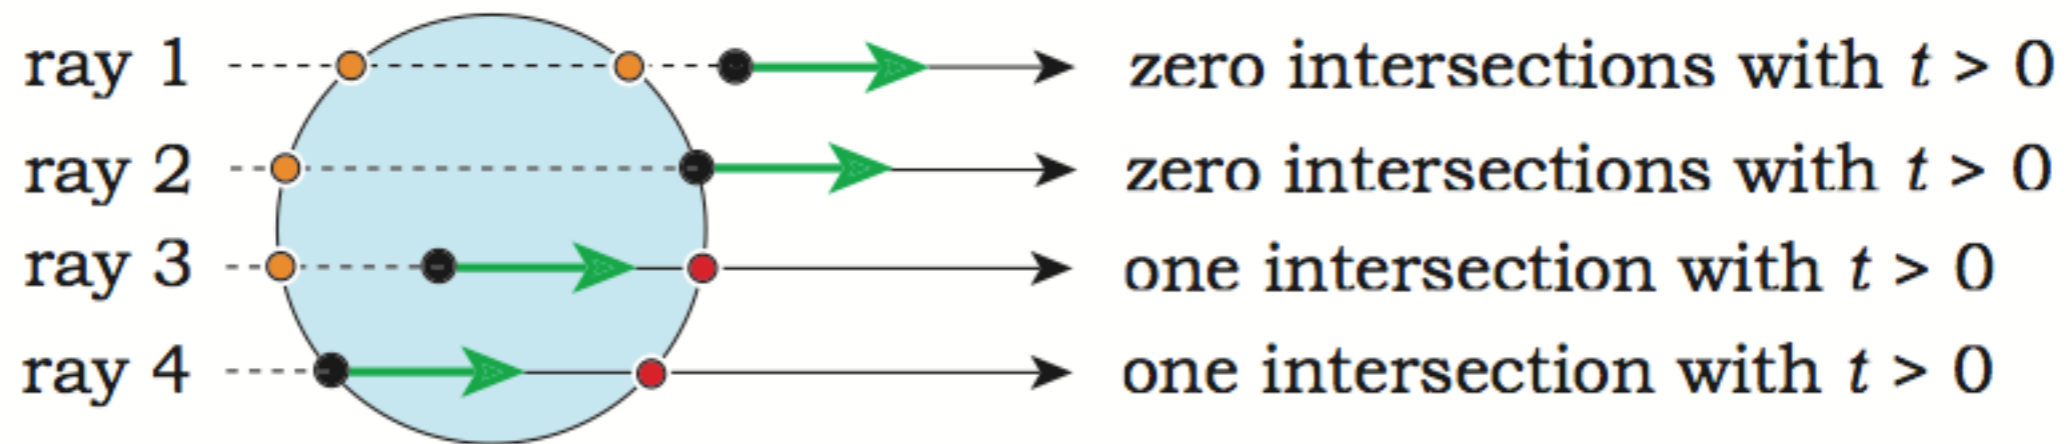 ray 1 zero intersections with t > 0
ray 2 zero intersections with t > 0
ray 3 one intersection with t > 0
ray 4 one intersection with t > 0